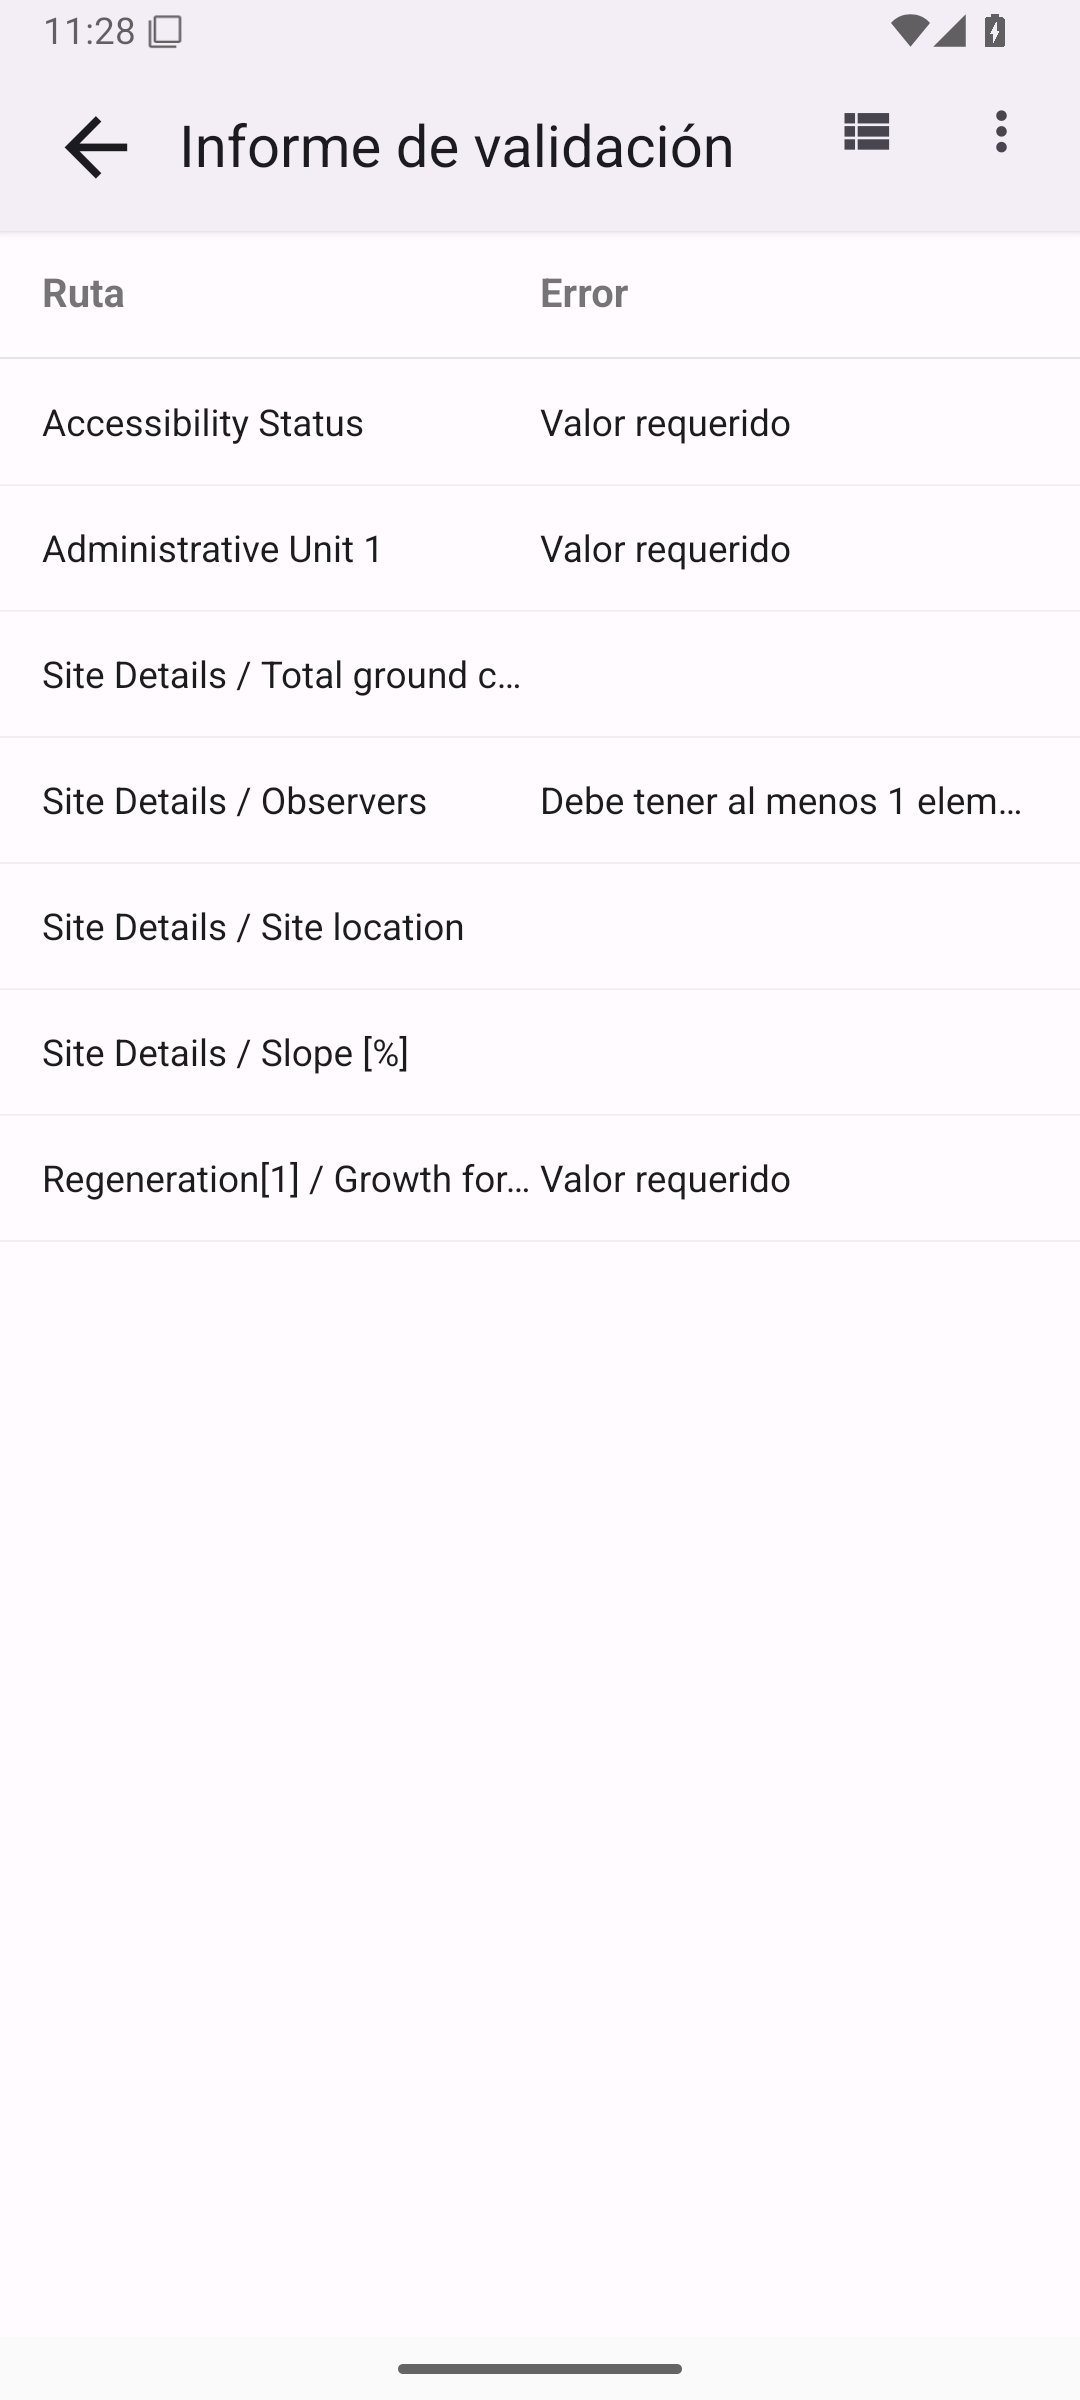 11:28
Informe de validación
Ruta Error
Accessibility Status Valor requerido
Administrative Unit 1 Valor requerido
Site Details / Total ground c...
Site Details / Observers Debe tener al menos 1 elem...
Site Details / Site location
Site Details / Slope [%]
Regeneration[1] / Growth for... Valor requerido